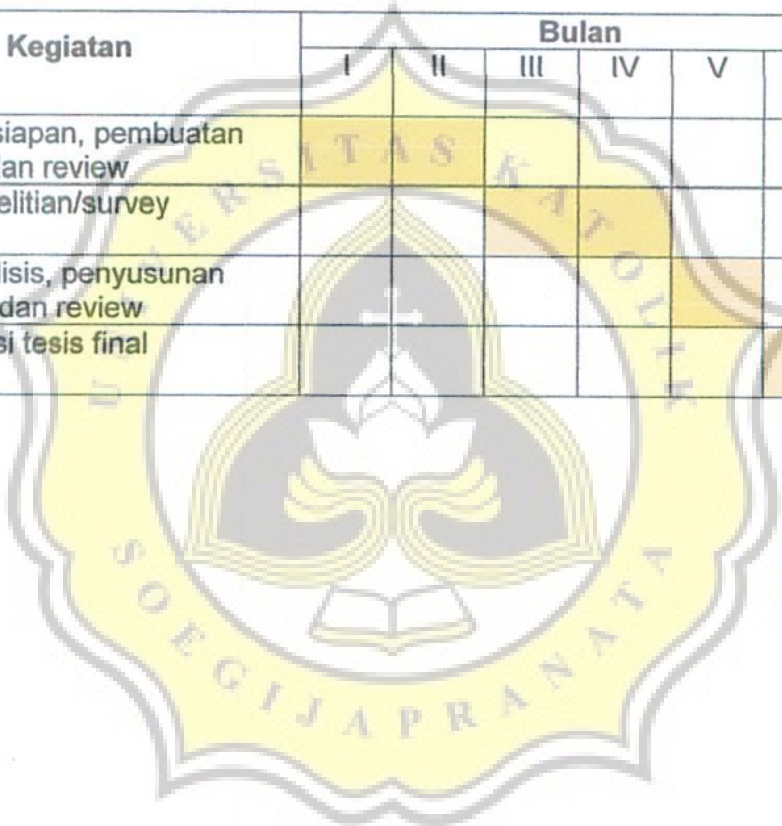 Kegiatan
Bulan
I II III IV V
siapan, pembuatan
dan review
elitian/survey
lisis, penyusunan
dan review
si tesis final
UNIVERSITAS KATOLIK
SOEGIJAPRANATA